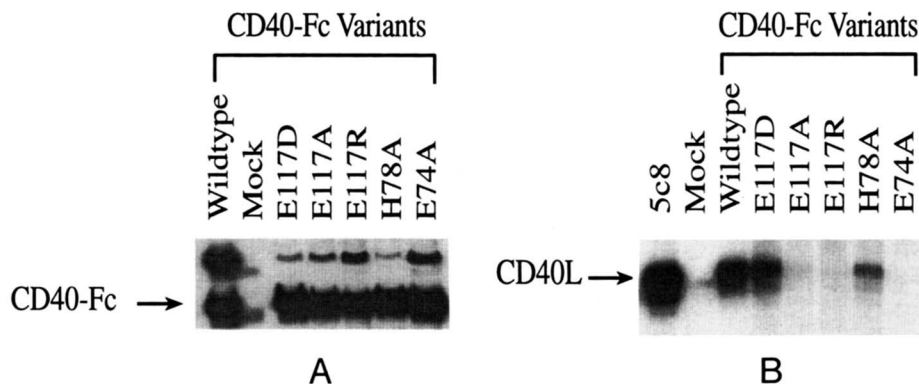 CD40-Fc Variants
Wildtype
Mock
E117D
E117A
E117R
H78A
E74A
CD40-Fc
A
CD40-Fc Variants
5c8
Mock
Wildtype
E117D
E117A
E117R
H78A
E74A
CD40L
B